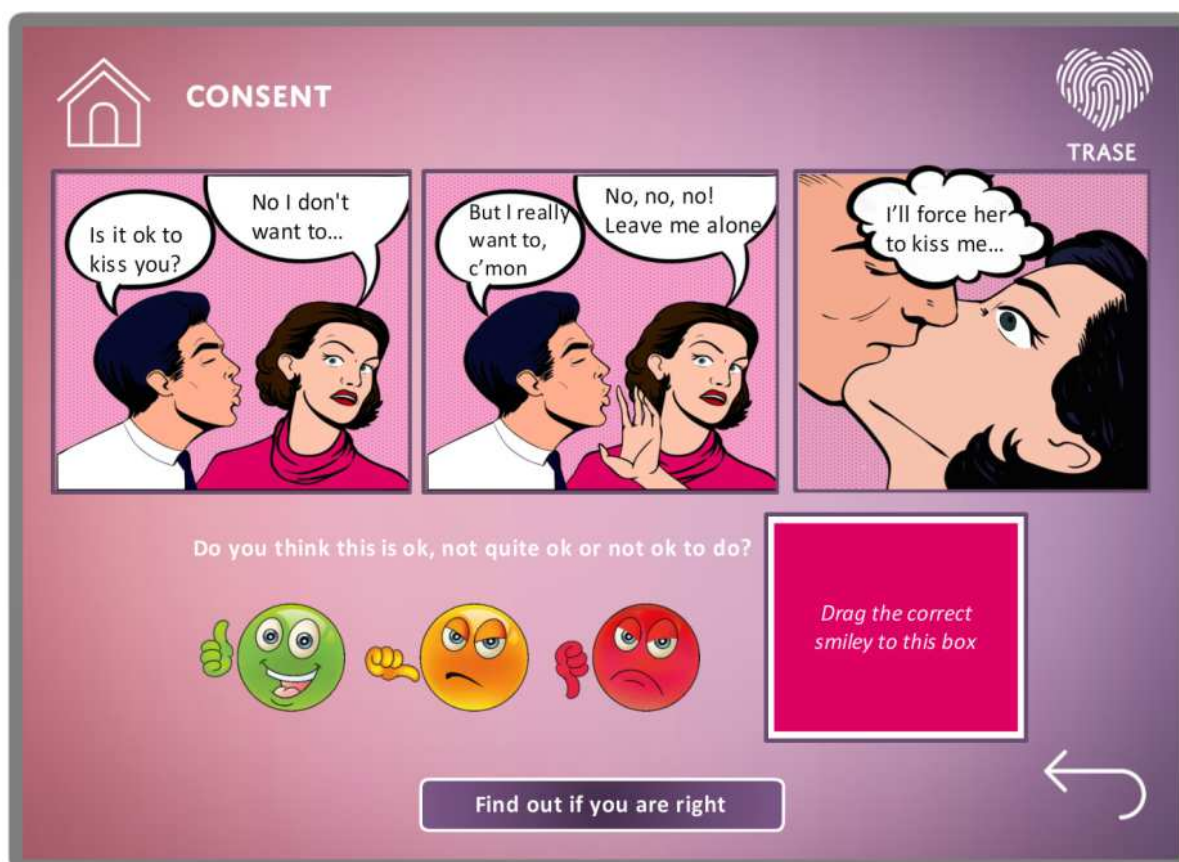 CONSENT
TRASE
Is it ok to
kiss you?
No I don't
want to...
But I really
want to,
c'mon
No, no, no!
Leave me alone
I'll force her
to kiss me...
Do you think this is ok, not quite ok or not ok to do?
Drag the correct
smiley to this box
Find out if you are right